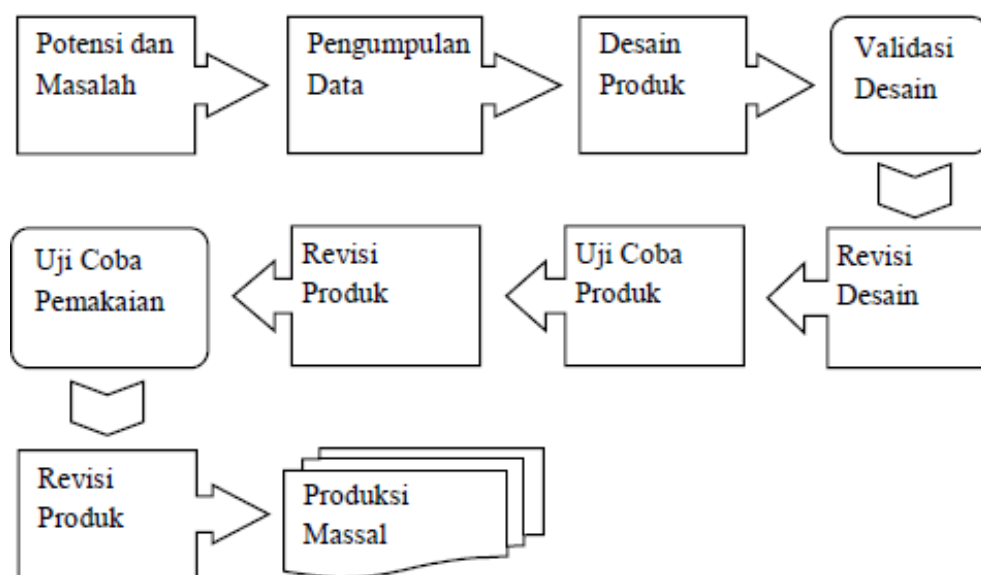 Potensi dan
Masalah
Pengumpulan
Data
Desain
Produk
Validasi
Desain
Revisi
Desain
Uji Coba
Produk
Revisi
Produk
Uji Coba
Pemakaian
Revisi
Produk
Produksi
Massal